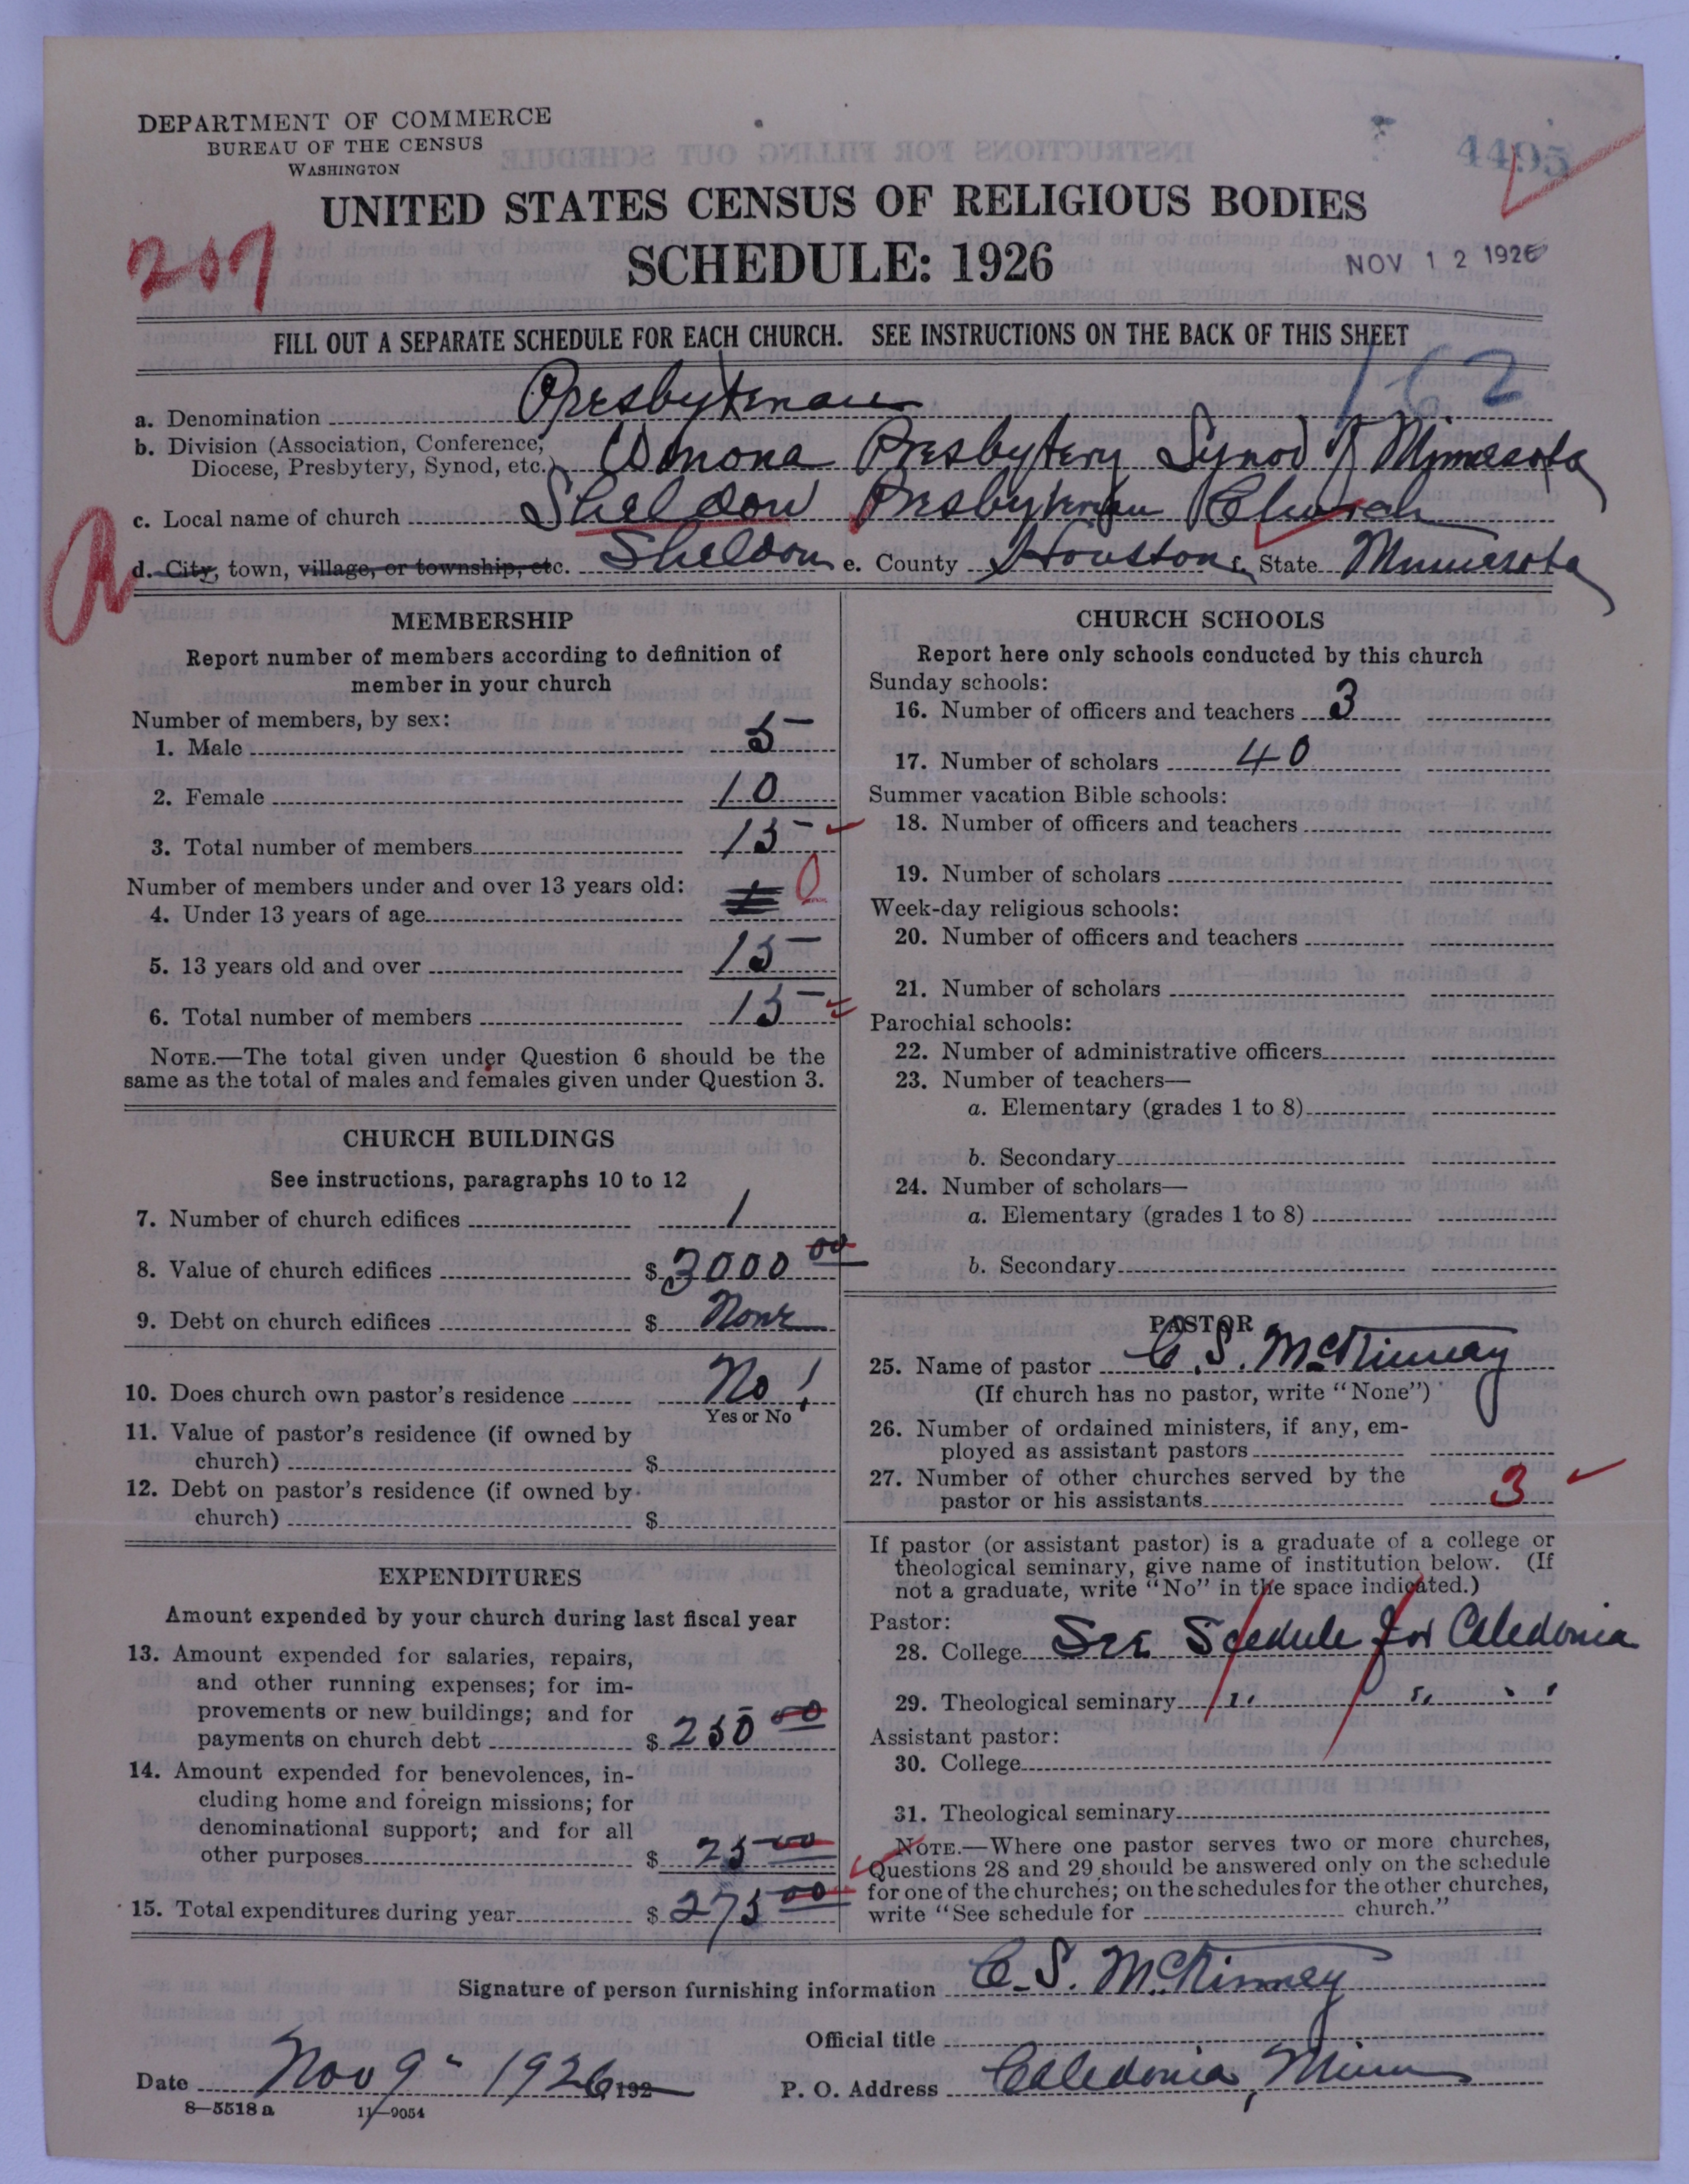 DEPARTMENT OF COMMERCE
BUREAU OF THE CENSUS
WASHINGTON
4495
UNITED STATES CENSUS OF RELIGIOUS BODIES
SCHEDULE: 1926
NOV 12 1926
FILL OUT A SEPARATE SCHEDULE FOR EACH CHURCH. SEE INSTRUCTIONS ON THE BACK OF THIS SHEET
162
a. Denomination Presbyterian
b. Division (Association, Conference,
Diocese, Presbytery, Synod, etc.) Winona Presbytery Synod of Minnesota
c. Local name of church Sheldon Presbyterian Church
d. City, town, village, or township, etc. Sheldon e. County Houston f. State Minnesota
MEMBERSHIP
Report number of members according to definition of
member in your church
Number of members, by sex:
1. Male 5
2. Female 10
3. Total number of members 15
Number of members under and over 13 years old:
4. Under 13 years of age 0
5. 13 years old and over 15
6. Total number of members 15
NOTE.—The total given under Question 6 should be the
same as the total of males and females given under Question 3.
CHURCH BUILDINGS
See instructions, paragraphs 10 to 12
7. Number of church edifices 1
8. Value of church edifices $ 3000 00
9. Debt on church edifices $ None
10. Does church own pastor's residence No!
Yes or No
11. Value of pastor's residence (if owned by
church) $
12. Debt on pastor's residence (if owned by
church) $
EXPENDITURES
Amount expended by your church during last fiscal year
13. Amount expended for salaries, repairs,
and other running expenses; for im-
provements or new buildings; and for
payments on church debt $ 250 00
14. Amount expended for benevolences, in-
cluding home and foreign missions; for
denominational support; and for all
other purposes $ 25 00
15. Total expenditures during year $ 275 00
CHURCH SCHOOLS
Report here only schools conducted by this church
Sunday schools:
16. Number of officers and teachers 3
17. Number of scholars 40
Summer vacation Bible schools:
18. Number of officers and teachers
19. Number of scholars
Week-day religious schools:
20. Number of officers and teachers
21. Number of scholars
Parochial schools:
22. Number of administrative officers
23. Number of teachers—
a. Elementary (grades 1 to 8)
b. Secondary
24. Number of scholars—
a. Elementary (grades 1 to 8)
b. Secondary
PASTOR
25. Name of pastor C. S. McKinney
(If church has no pastor, write "None")
26. Number of ordained ministers, if any, em-
ployed as assistant pastors
27. Number of other churches served by the
pastor or his assistants 3
If pastor (or assistant pastor) is a graduate of a college or
theological seminary, give name of institution below. (If
not a graduate, write "No" in the space indicated.)
Pastor:
28. College See Scedule for Caledonia
29. Theological seminary " " "
Assistant pastor:
30. College
31. Theological seminary
NOTE.—Where one pastor serves two or more churches,
Questions 28 and 29 should be answered only on the schedule
for one of the churches; on the schedules for the other churches,
write "See schedule for church."
Signature of person furnishing information C. S. McKinney
Official title
Date Nov 9 1926 192
P. O. Address Caledonia, Minn
8—5518 a 11—9054